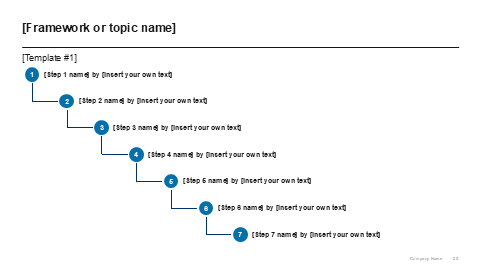 [Framework or topic name]
[Template #1]
1 [Step 1 name] by [Insert your own text]
2 [Step 2 name] by [Insert your own text]
3 [Step 3 name] by [Insert your own text]
4 [Step 4 name] by [Insert your own text]
5 [Step 5 name] by [Insert your own text]
6 [Step 6 name] by [Insert your own text]
7 [Step 7 name] by [Insert your own text]
Company Name